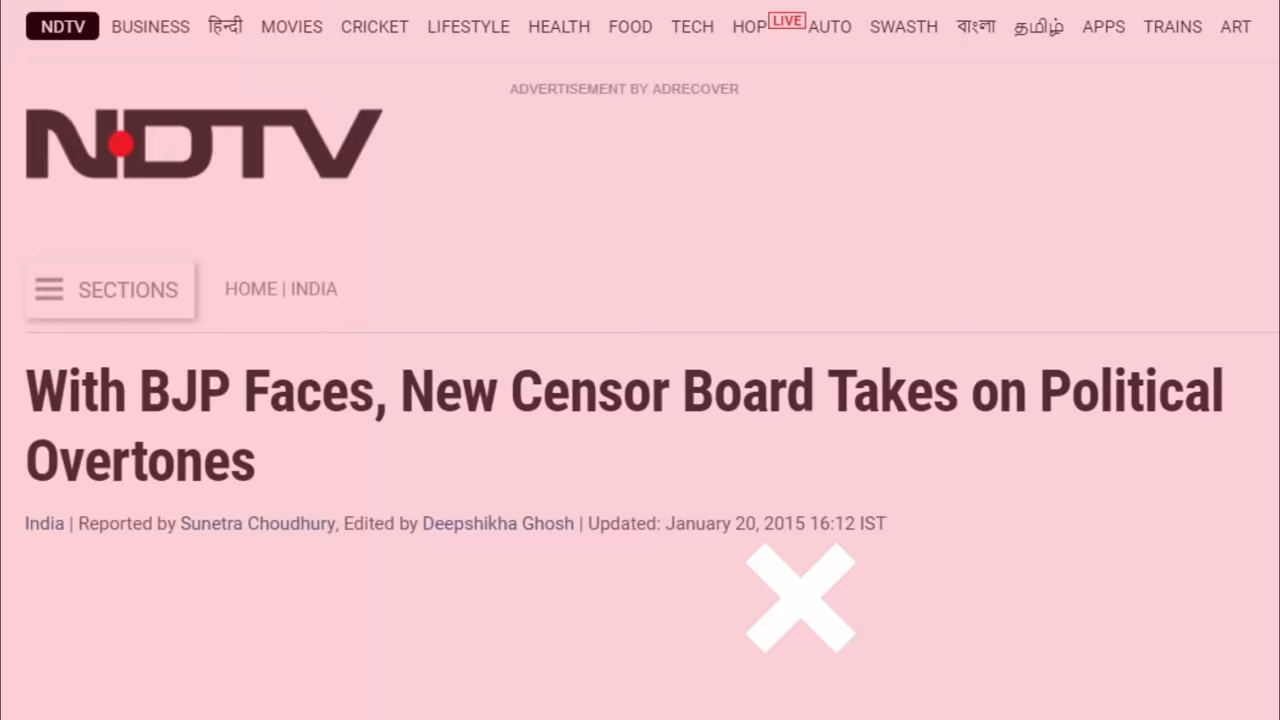 NDTV BUSINESS हिन्दी MOVIES CRICKET LIFESTYLE HEALTH FOOD TECH HOP LIVE AUTO SWASTH বাংলা தமிழ் APPS TRAINS ART
ADVERTISEMENT BY ADRECOVER
NDTV
SECTIONS HOME | INDIA
With BJP Faces, New Censor Board Takes on Political
Overtones
India | Reported by Sunetra Choudhury, Edited by Deepshikha Ghosh | Updated: January 20, 2015 16:12 IST